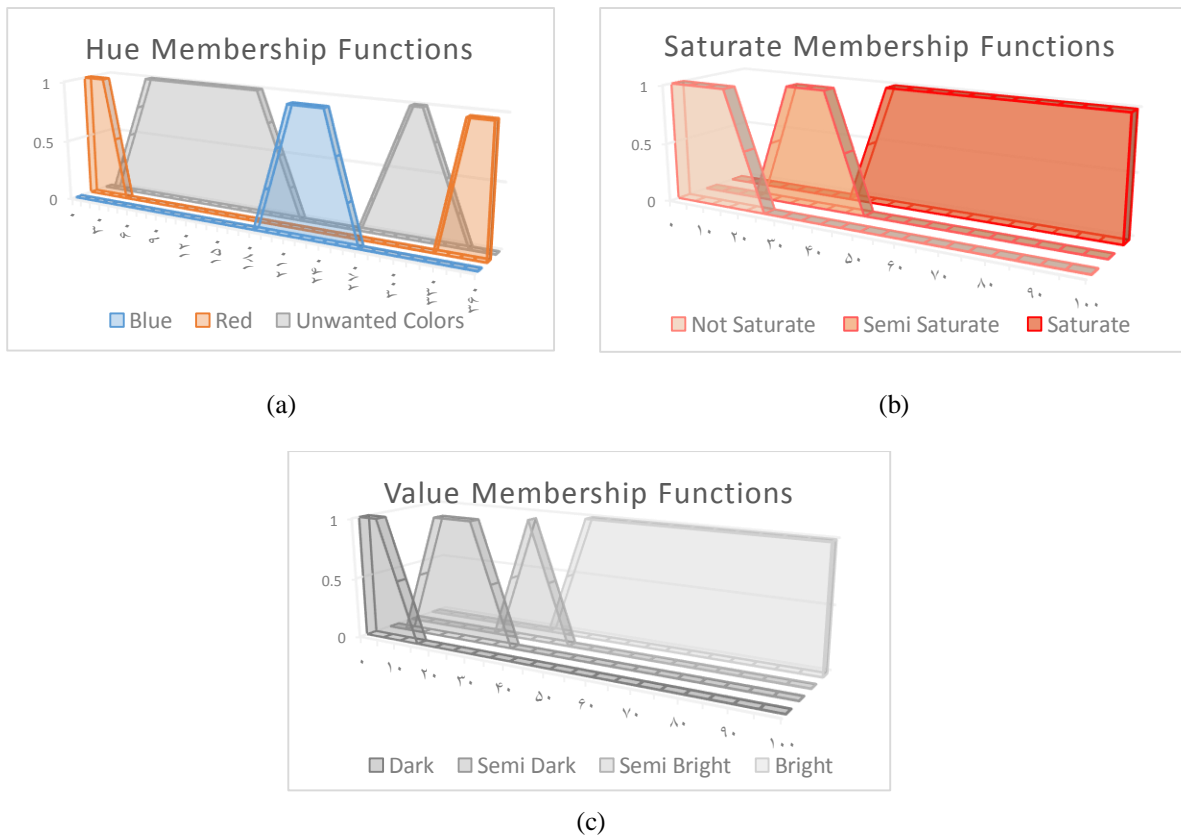 Hue Membership Functions
1
0.5
0
۰ ۳۰ ۶۰ ۹۰ ۱۲۰ ۱۵۰ ۱۸۰ ۲۱۰ ۲۴۰ ۲۷۰ ۳۰۰ ۳۳۰ ۳۶۰
Blue Red Unwanted Colors
(a)
Saturate Membership Functions
1
0.5
0
۰ ۱۰ ۲۰ ۳۰ ۴۰ ۵۰ ۶۰ ۷۰ ۸۰ ۹۰ ۱۰۰
Not Saturate Semi Saturate Saturate
(b)
Value Membership Functions
1
0.5
0
۰ ۱۰ ۲۰ ۳۰ ۴۰ ۵۰ ۶۰ ۷۰ ۸۰ ۹۰ ۱۰۰
Dark Semi Dark Semi Bright Bright
(c)